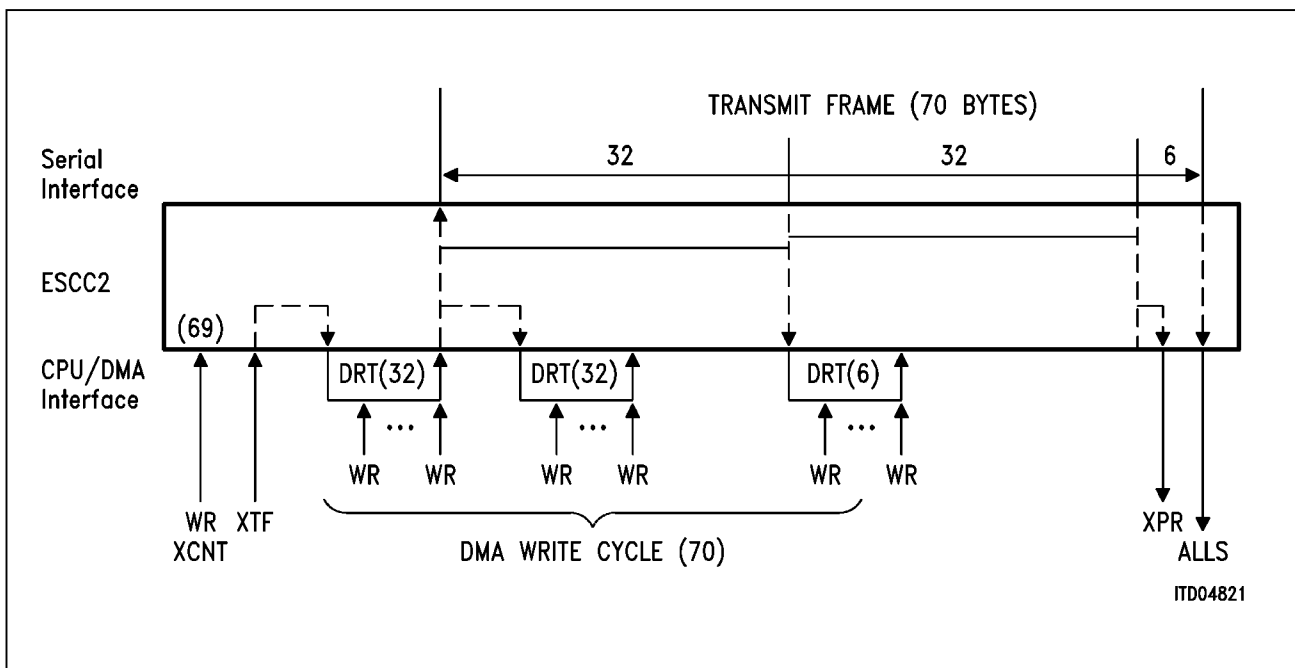 TRANSMIT FRAME (70 BYTES)
Serial
Interface
32
32
6
ESCC2
(69)
CPU/DMA
Interface
DRT(32)
DRT(32)
DRT(6)
•••
•••
•••
WR
WR
WR
WR
WR
WR
WR
XCNT
XTF
DMA WRITE CYCLE (70)
XPR
ALLS
ITD04821